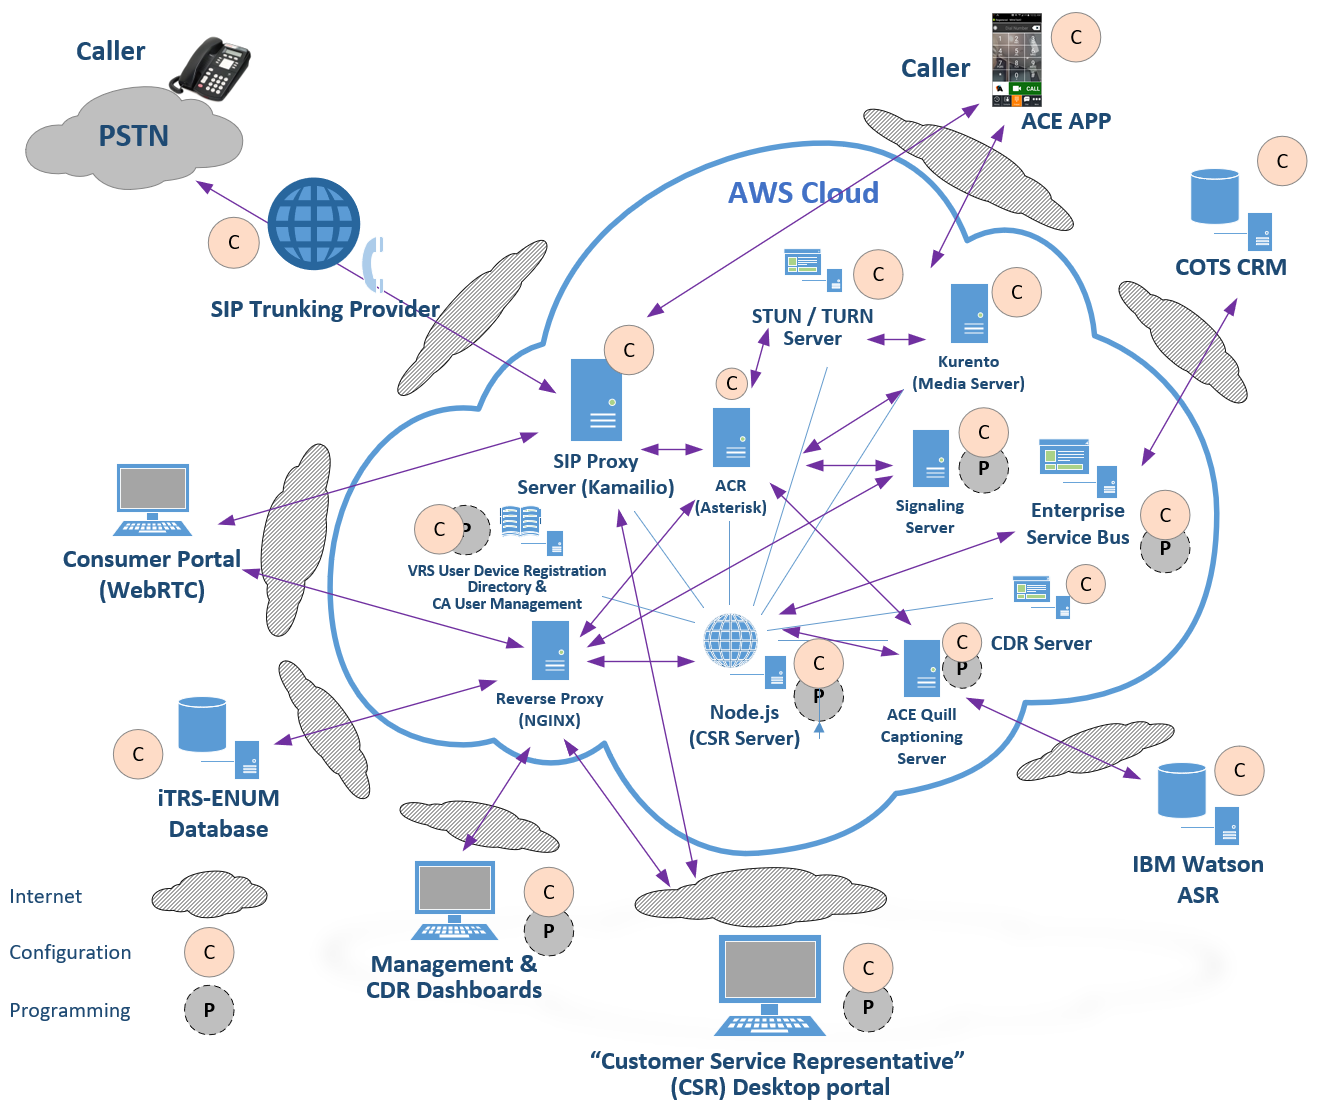 Caller
PSTN
C
SIP Trunking Provider
Caller
CALL
C
ACE APP
AWS Cloud
C
COTS CRM
C
STUN / TURN
Server
C
Kurento
(Media Server)
C
SIP Proxy
Server (Kamailio)
C
ACR
(Asterisk)
C
P
Signaling
Server
Enterprise
Service Bus
C
P
Consumer Portal
(WebRTC)
C
P
VRS User Device Registration
Directory &
CA User Management
C
CDR Server
Reverse Proxy
(NGINX)
C
P
Node.js
(CSR Server)
C
P
ACE Quill
Captioning
Server
C
iTRS-ENUM
Database
C
IBM Watson
ASR
Internet
Configuration
C
Programming
P
C
P
Management &
CDR Dashboards
C
P
“Customer Service Representative”
(CSR) Desktop portal